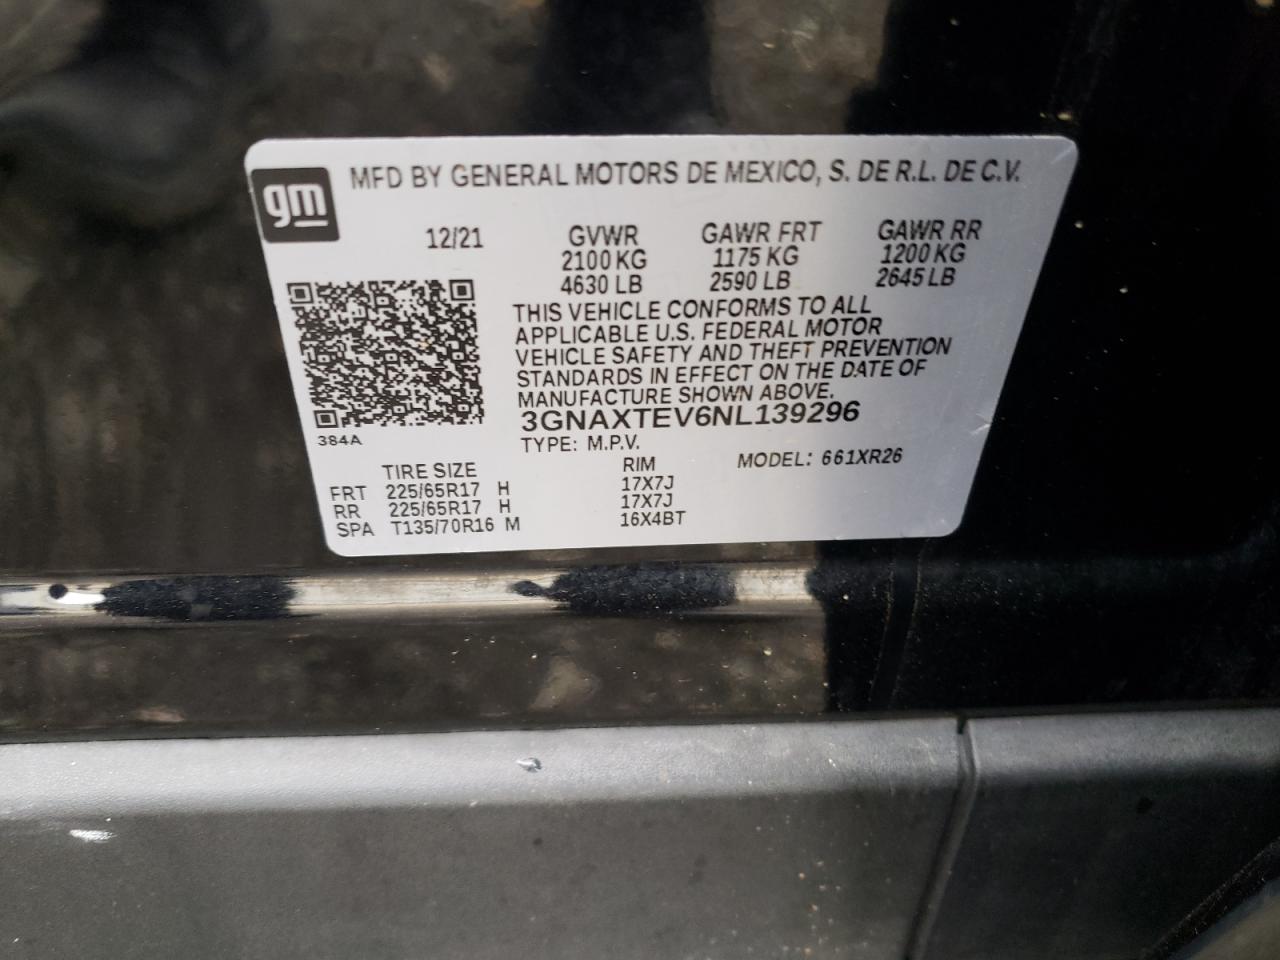 gm
MFD BY GENERAL MOTORS DE MEXICO, S. DE R.L. DE C.V.
12/21 GVWR GAWR FRT GAWR RR
2100 KG 1175 KG 1200 KG
4630 LB 2590 LB 2645 LB
THIS VEHICLE CONFORMS TO ALL
APPLICABLE U.S. FEDERAL MOTOR
VEHICLE SAFETY AND THEFT PREVENTION
STANDARDS IN EFFECT ON THE DATE OF
MANUFACTURE SHOWN ABOVE.
3GNAXTEV6NL139296
384A
TYPE: M.P.V. MODEL: 661XR26
TIRE SIZE RIM
FRT 225/65R17 H 17X7J
RR 225/65R17 H 17X7J
SPA T135/70R16 M 16X4BT